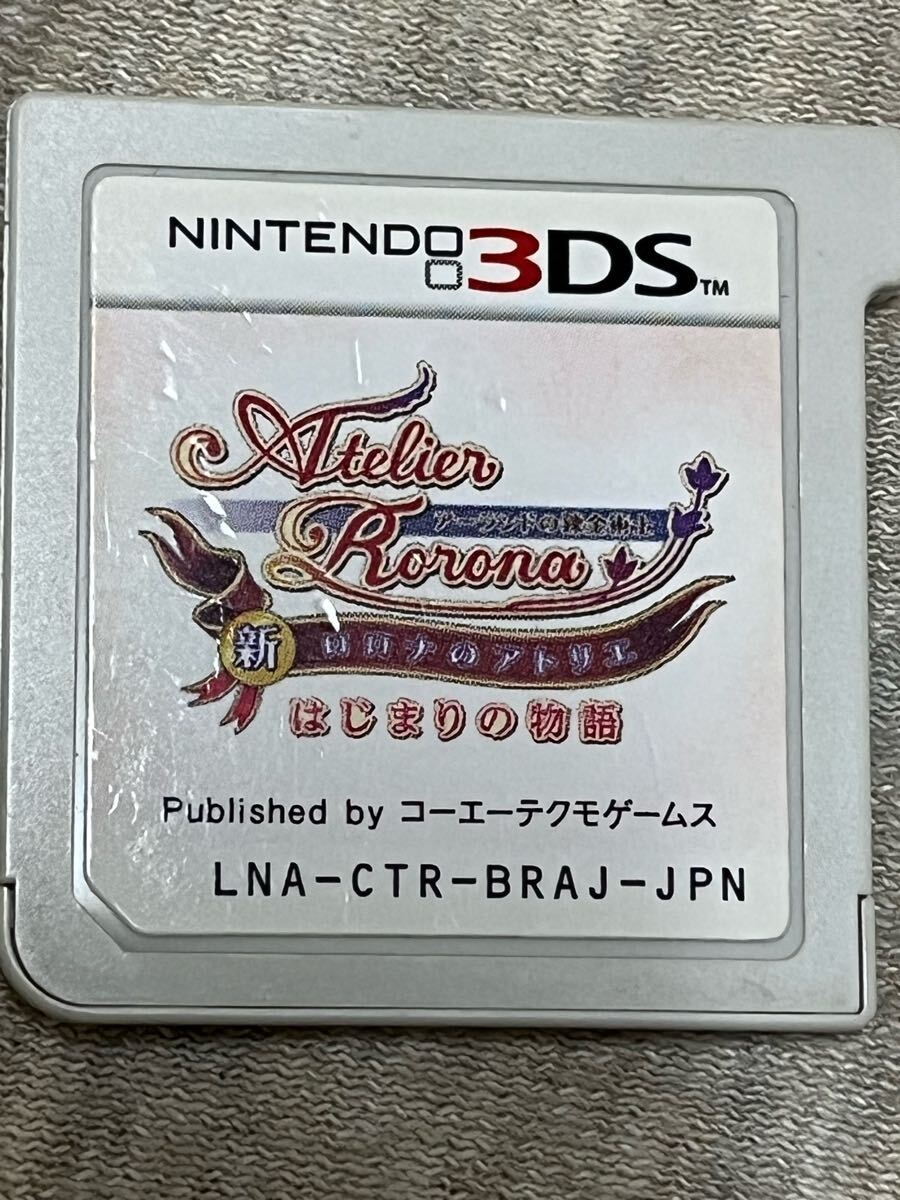 NINTENDO 3DS™
Atelier
アーランドの錬金術士
Rorona
新 ロロナのアトリエ
はじまりの物語
Published by コーエーテクモゲームス
LNA-CTR-BRAJ-JPN